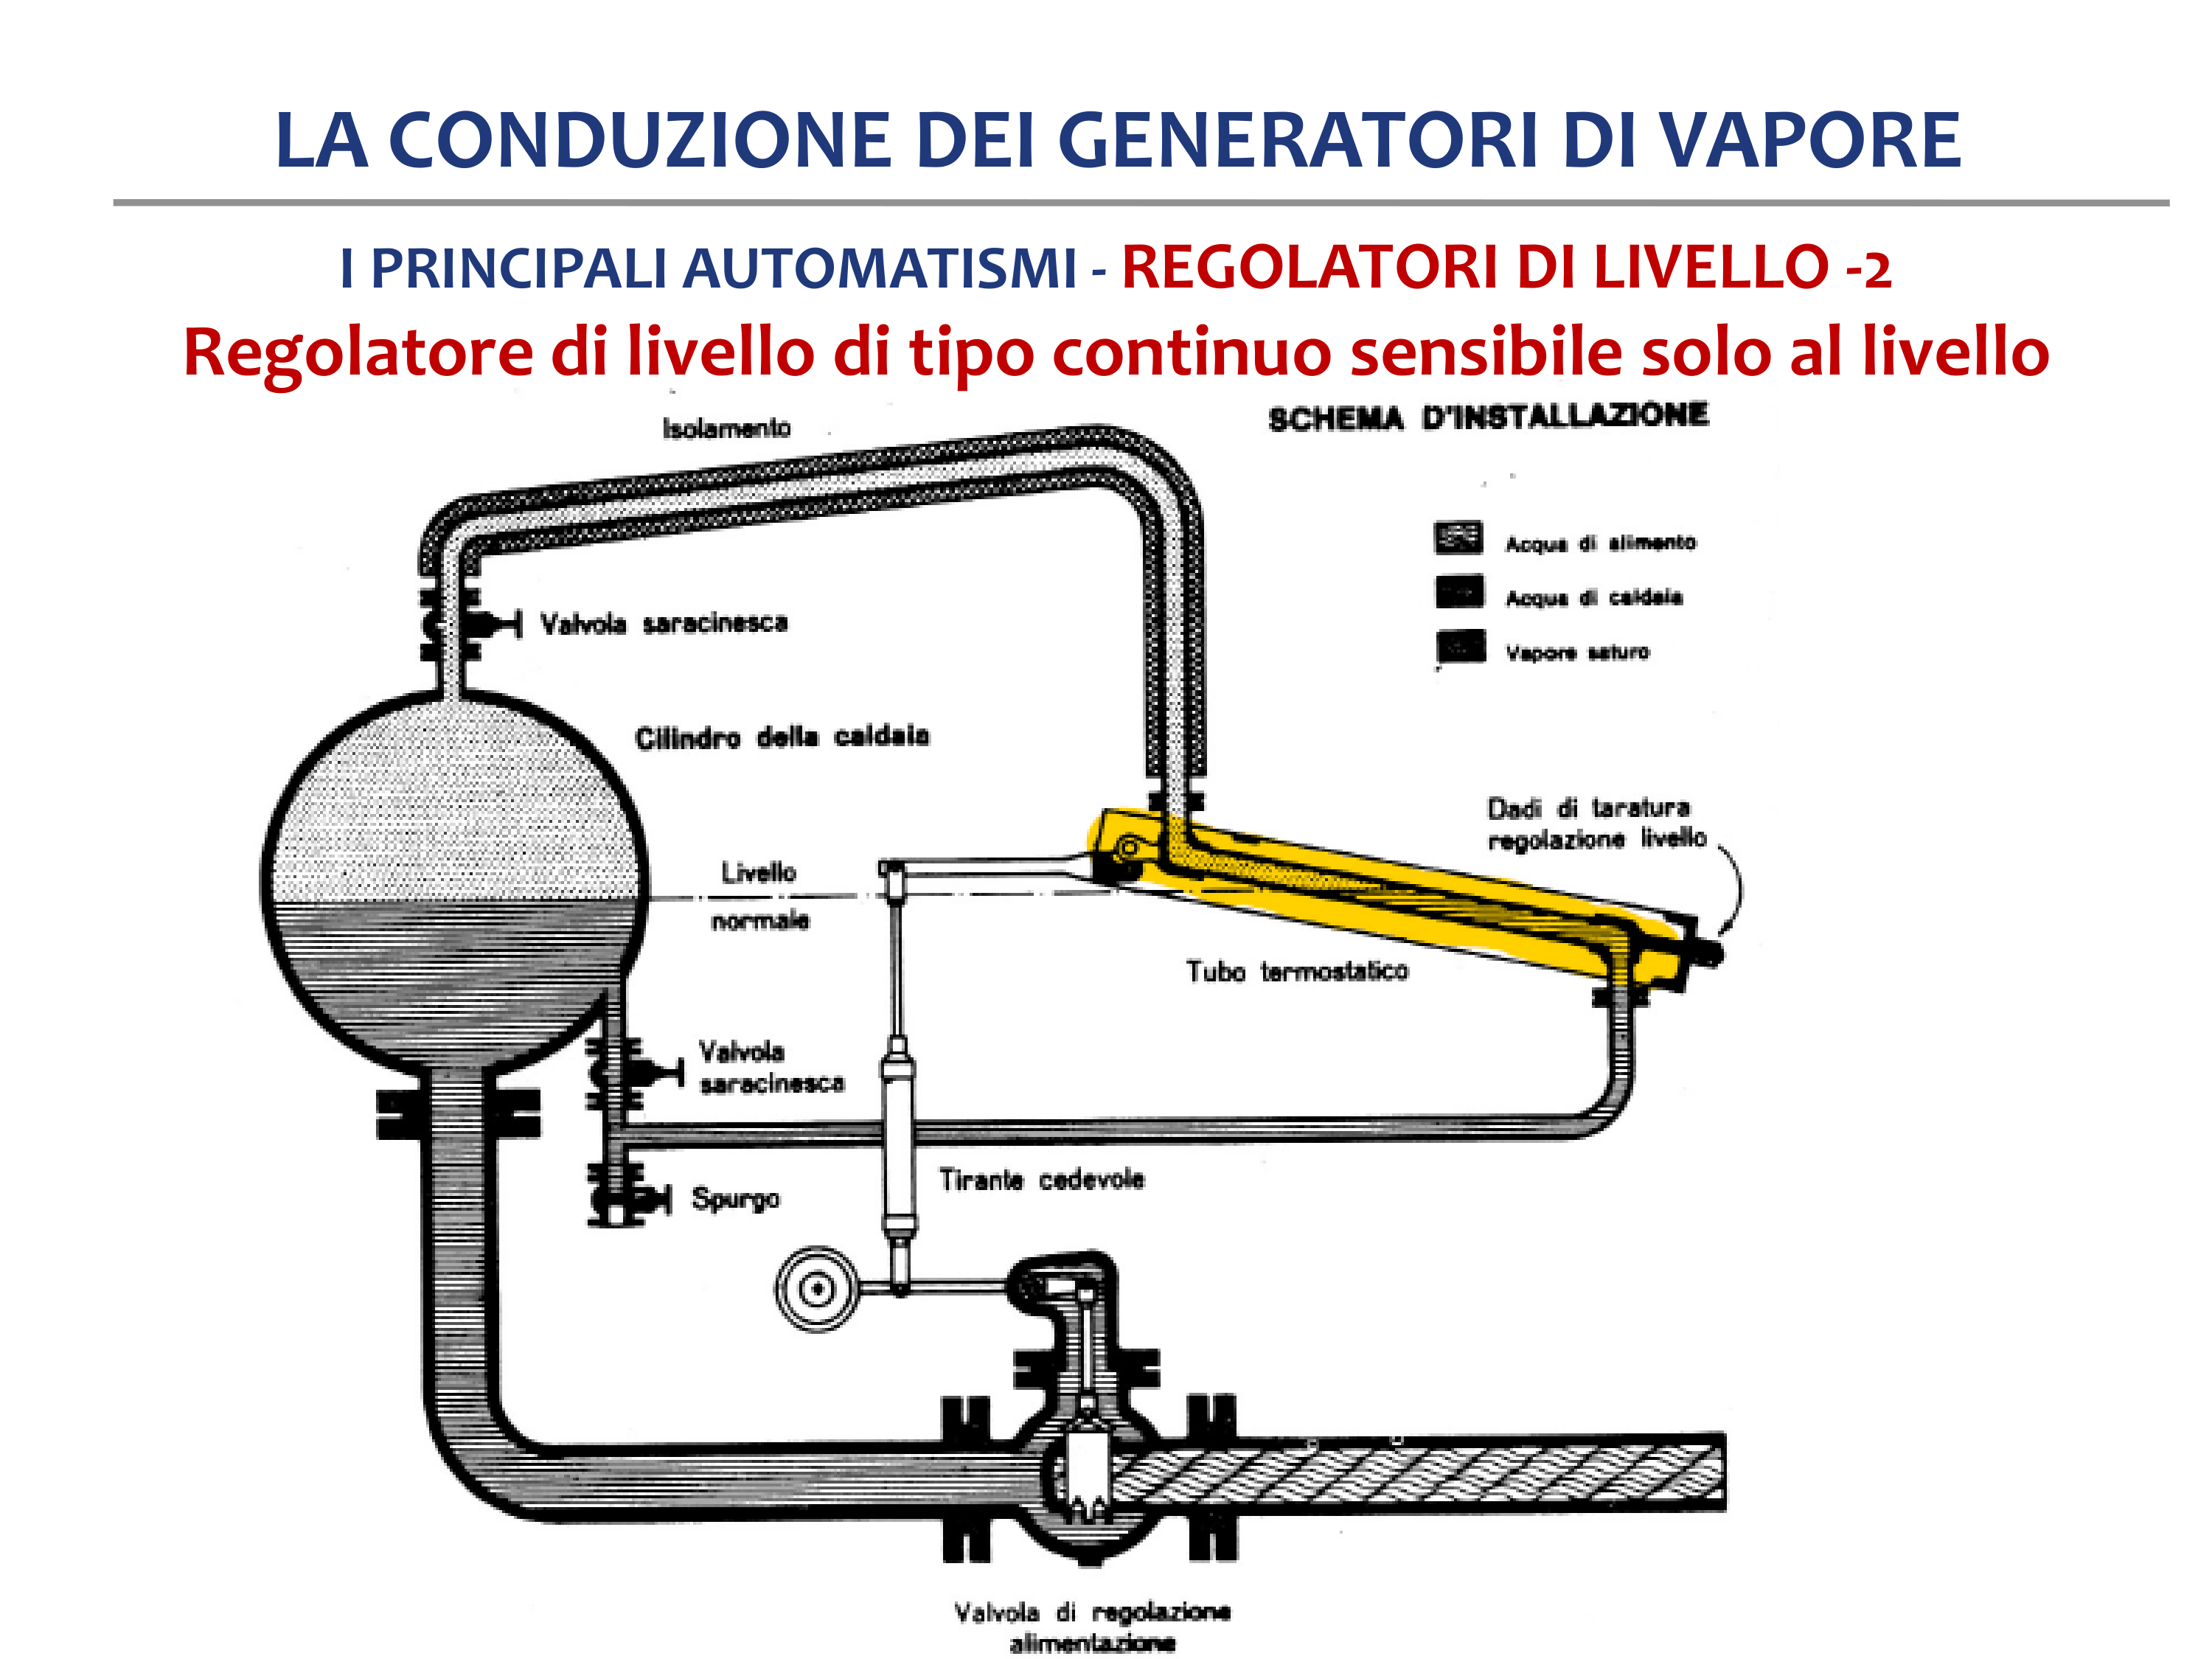 LA CONDUZIONE DEI GENERATORI DI VAPORE
I PRINCIPALI AUTOMATISMI - REGOLATORI DI LIVELLO -2
Regolatore di livello di tipo continuo sensibile solo al livello
Isolamento
SCHEMA D'INSTALLAZIONE
Acqua di alimento
Acqua di caldaia
Vapore saturo
Valvola saracinesca
Cilindro della caldaia
Dadi di taratura
regolazione livello
Livello
normale
Tubo termostatico
Valvola
saracinesca
Tirante cedevole
Spurgo
Valvola di regolazione
alimentazione